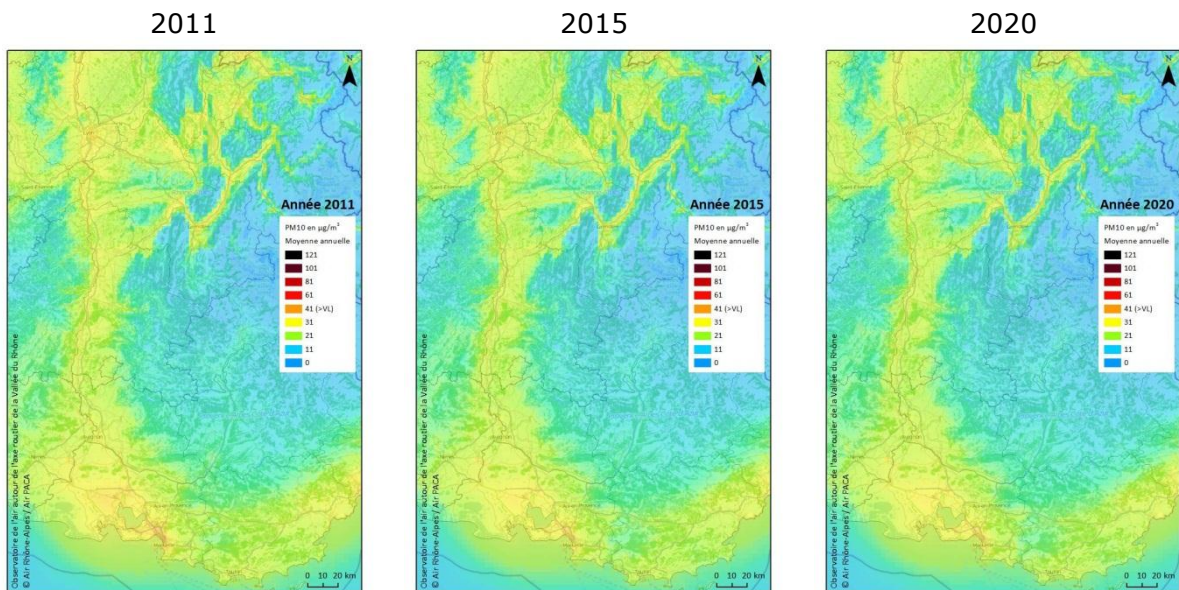 2011
2015
2020
N
Année 2011
PM10 en µg/m³
Moyenne annuelle
121
101
81
61
41 (>VL)
31
21
11
0
0 10 20 km
Observatoire de l'air autour de l'axe routier de la Vallée du Rhône
© Air Rhône-Alpes / Air PACA
N
Année 2015
PM10 en µg/m³
Moyenne annuelle
121
101
81
61
41 (>VL)
31
21
11
0
0 10 20 km
Observatoire de l'air autour de l'axe routier de la Vallée du Rhône
© Air Rhône-Alpes / Air PACA
N
Année 2020
PM10 en µg/m³
Moyenne annuelle
121
101
81
61
41 (>VL)
31
21
11
0
0 10 20 km
Observatoire de l'air autour de l'axe routier de la Vallée du Rhône
© Air Rhône-Alpes / Air PACA